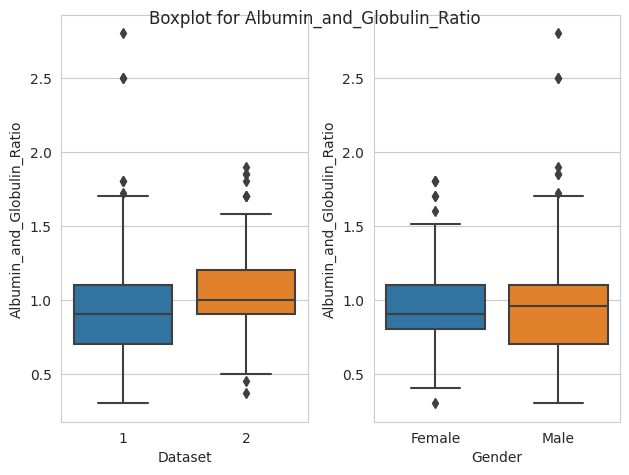 Boxplot for Albumin_and_Globulin_Ratio
Albumin_and_Globulin_Ratio
2.5
2.0
1.5
1.0
0.5
1 2
Dataset
Albumin_and_Globulin_Ratio
2.5
2.0
1.5
1.0
0.5
Female Male
Gender